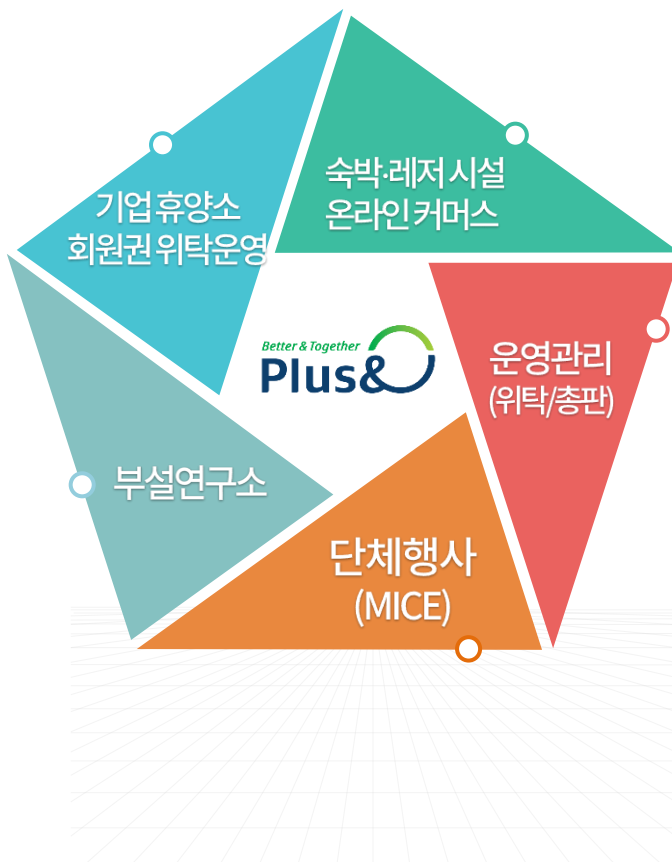 숙박·레저 시설
온라인 커머스
기업 휴양소
회원권 위탁운영
Better & Together
Plus&
운영관리
(위탁/총판)
부설연구소
단체행사
(MICE)